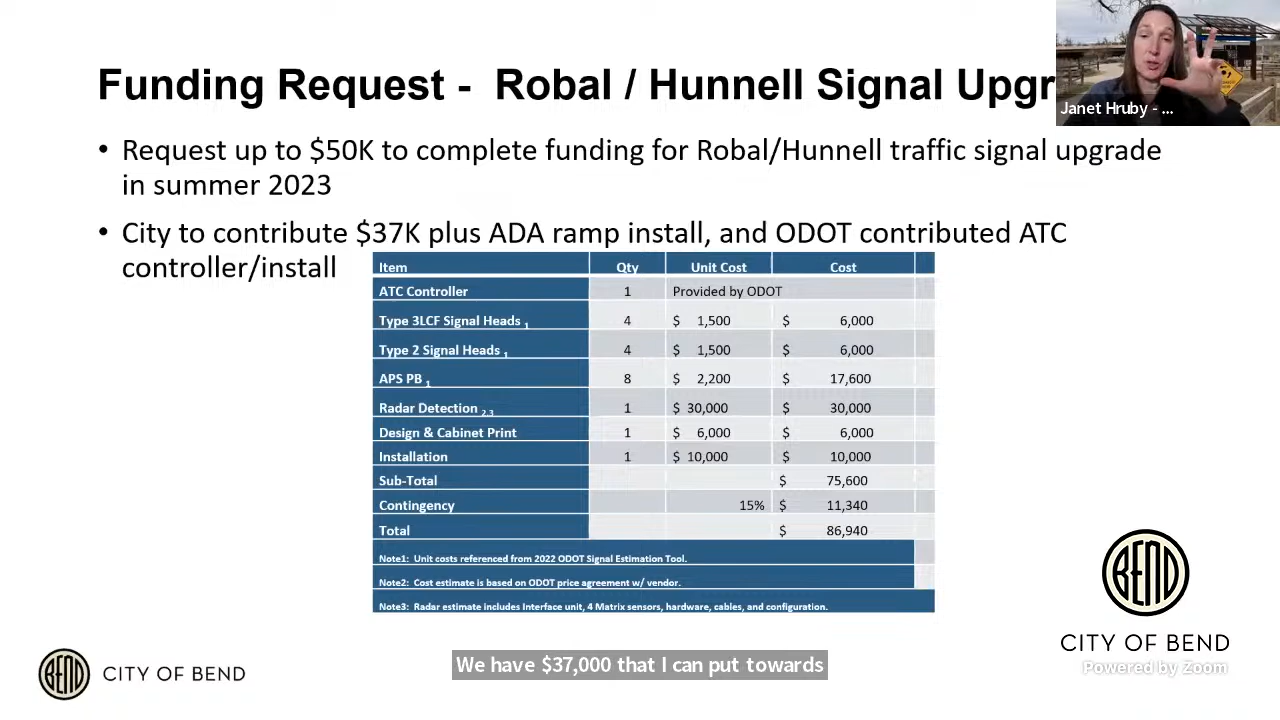 Funding Request - Robal / Hunnell Signal Upgr
Janet Hruby - ...
• Request up to $50K to complete funding for Robal/Hunnell traffic signal upgrade
in summer 2023
• City to contribute $37K plus ADA ramp install, and ODOT contributed ATC
controller/install
Item Qty Unit Cost Cost
ATC Controller 1 Provided by ODOT
Type 3LCF Signal Heads 1 4 $ 1,500 $ 6,000
Type 2 Signal Heads 1 4 $ 1,500 $ 6,000
APS PB 1 8 $ 2,200 $ 17,600
Radar Detection 2,3 1 $ 30,000 $ 30,000
Design & Cabinet Print 1 $ 6,000 $ 6,000
Installation 1 $ 10,000 $ 10,000
Sub-Total $ 75,600
Contingency 15% $ 11,340
Total $ 86,940
Note1: Unit costs referenced from 2022 ODOT Signal Estimation Tool.
Note2: Cost estimate is based on ODOT price agreement w/ vendor.
Note3: Radar estimate includes Interface unit, 4 Matrix sensors, hardware, cables, and configuration.
BEND
CITY OF BEND
Powered by Zoom
We have $37,000 that I can put towards
BEND
CITY OF BEND